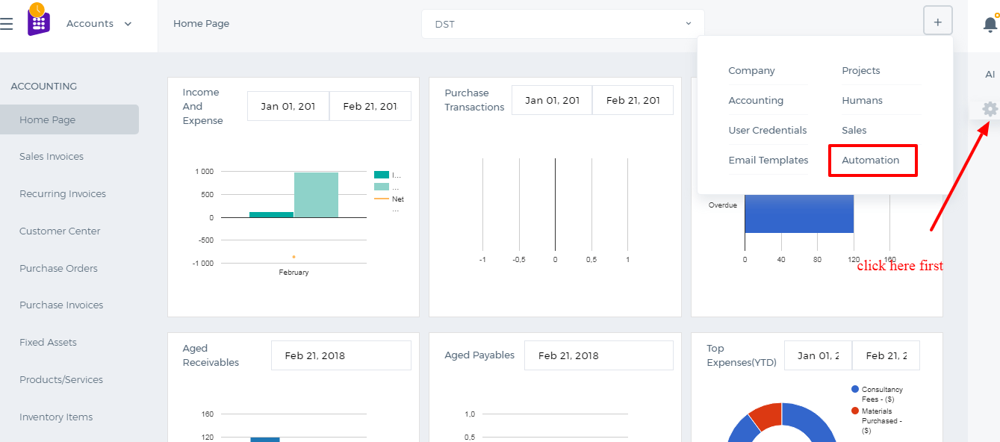 Accounts
Home Page
DST
+
AI
ACCOUNTING
Home Page
Sales Invoices
Recurring Invoices
Customer Center
Purchase Orders
Purchase Invoices
Fixed Assets
Products/Services
Inventory Items
Company
Projects
Accounting
Humans
User Credentials
Sales
Email Templates
Automation
click here first
Income
And
Expense
Jan 01, 201
Feb 21, 201
1 000
500
0
-500
-1 000
February
I...
...
Net
...
Purchase
Transactions
Jan 01, 201
Feb 21, 201
-1
-0,5
0
0,5
1
Overdue
0
40
80
120
160
Aged
Receivables
Feb 21, 2018
160
120
Aged Payables
Feb 21, 2018
1,0
0,5
Top
Expenses(YTD)
Jan 01, 2
Feb 21, 2
Consultancy
Fees - ($)
Materials
Purchased -
($)